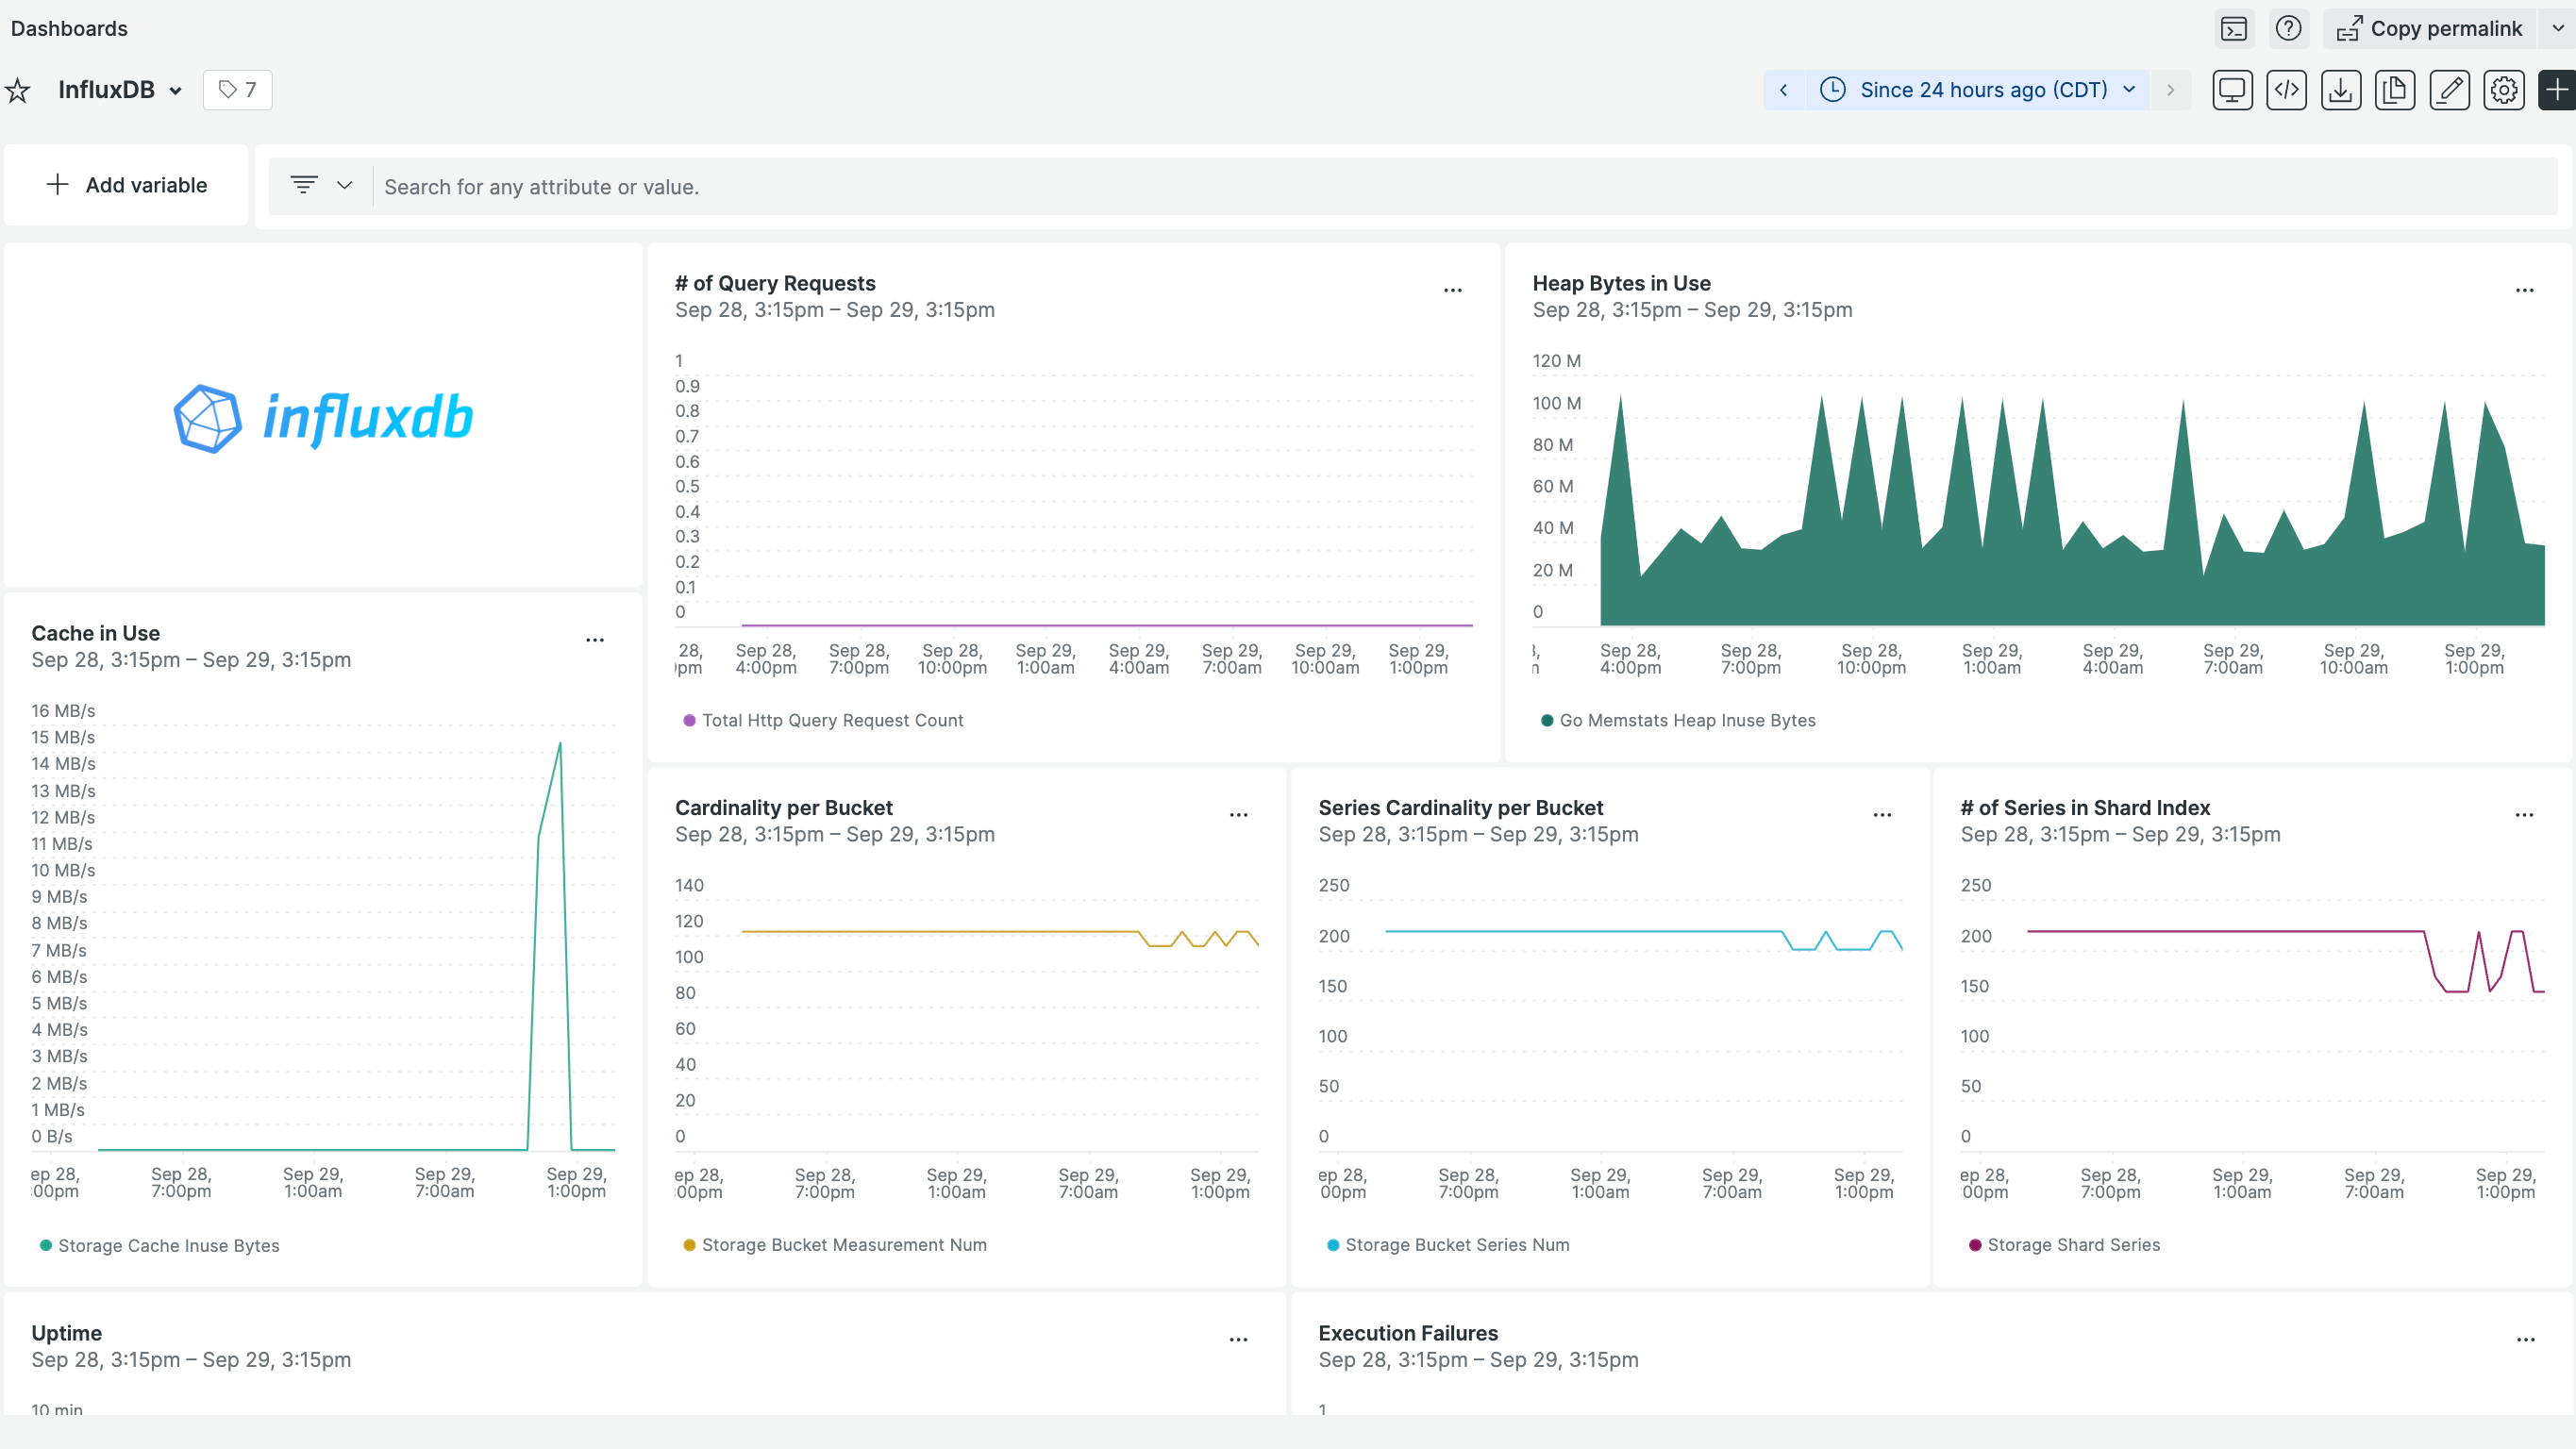 Dashboards
Copy permalink
InfluxDB
7
Since 24 hours ago (CDT)
Add variable
Search for any attribute or value.
influxdb
# of Query Requests
Sep 28, 3:15pm – Sep 29, 3:15pm
1
0.9
0.8
0.7
0.6
0.5
0.4
0.3
0.2
0.1
0
28, Sep 28, Sep 28, Sep 28, Sep 29, Sep 29, Sep 29, Sep 29, Sep 29,
pm 4:00pm 7:00pm 10:00pm 1:00am 4:00am 7:00am 10:00am 1:00pm
Total Http Query Request Count
Heap Bytes in Use
Sep 28, 3:15pm – Sep 29, 3:15pm
120 M
100 M
80 M
60 M
40 M
20 M
0
Sep 28, Sep 28, Sep 28, Sep 29, Sep 29, Sep 29, Sep 29, Sep 29,
4:00pm 7:00pm 10:00pm 1:00am 4:00am 7:00am 10:00am 1:00pm
Go Memstats Heap Inuse Bytes
Cache in Use
Sep 28, 3:15pm – Sep 29, 3:15pm
16 MB/s
15 MB/s
14 MB/s
13 MB/s
12 MB/s
11 MB/s
10 MB/s
9 MB/s
8 MB/s
7 MB/s
6 MB/s
5 MB/s
4 MB/s
3 MB/s
2 MB/s
1 MB/s
0 B/s
ep 28, Sep 28, Sep 29, Sep 29, Sep 29,
:00pm 7:00pm 1:00am 7:00am 1:00pm
Storage Cache Inuse Bytes
Cardinality per Bucket
Sep 28, 3:15pm – Sep 29, 3:15pm
140
120
100
80
60
40
20
0
ep 28, Sep 28, Sep 29, Sep 29, Sep 29,
:00pm 7:00pm 1:00am 7:00am 1:00pm
Storage Bucket Measurement Num
Series Cardinality per Bucket
Sep 28, 3:15pm – Sep 29, 3:15pm
250
200
150
100
50
0
ep 28, Sep 28, Sep 29, Sep 29, Sep 29,
00pm 7:00pm 1:00am 7:00am 1:00pm
Storage Bucket Series Num
# of Series in Shard Index
Sep 28, 3:15pm – Sep 29, 3:15pm
250
200
150
100
50
0
ep 28, Sep 28, Sep 29, Sep 29, Sep 29,
:00pm 7:00pm 1:00am 7:00am 1:00pm
Storage Shard Series
Uptime
Sep 28, 3:15pm – Sep 29, 3:15pm
10 min
Execution Failures
Sep 28, 3:15pm – Sep 29, 3:15pm
1